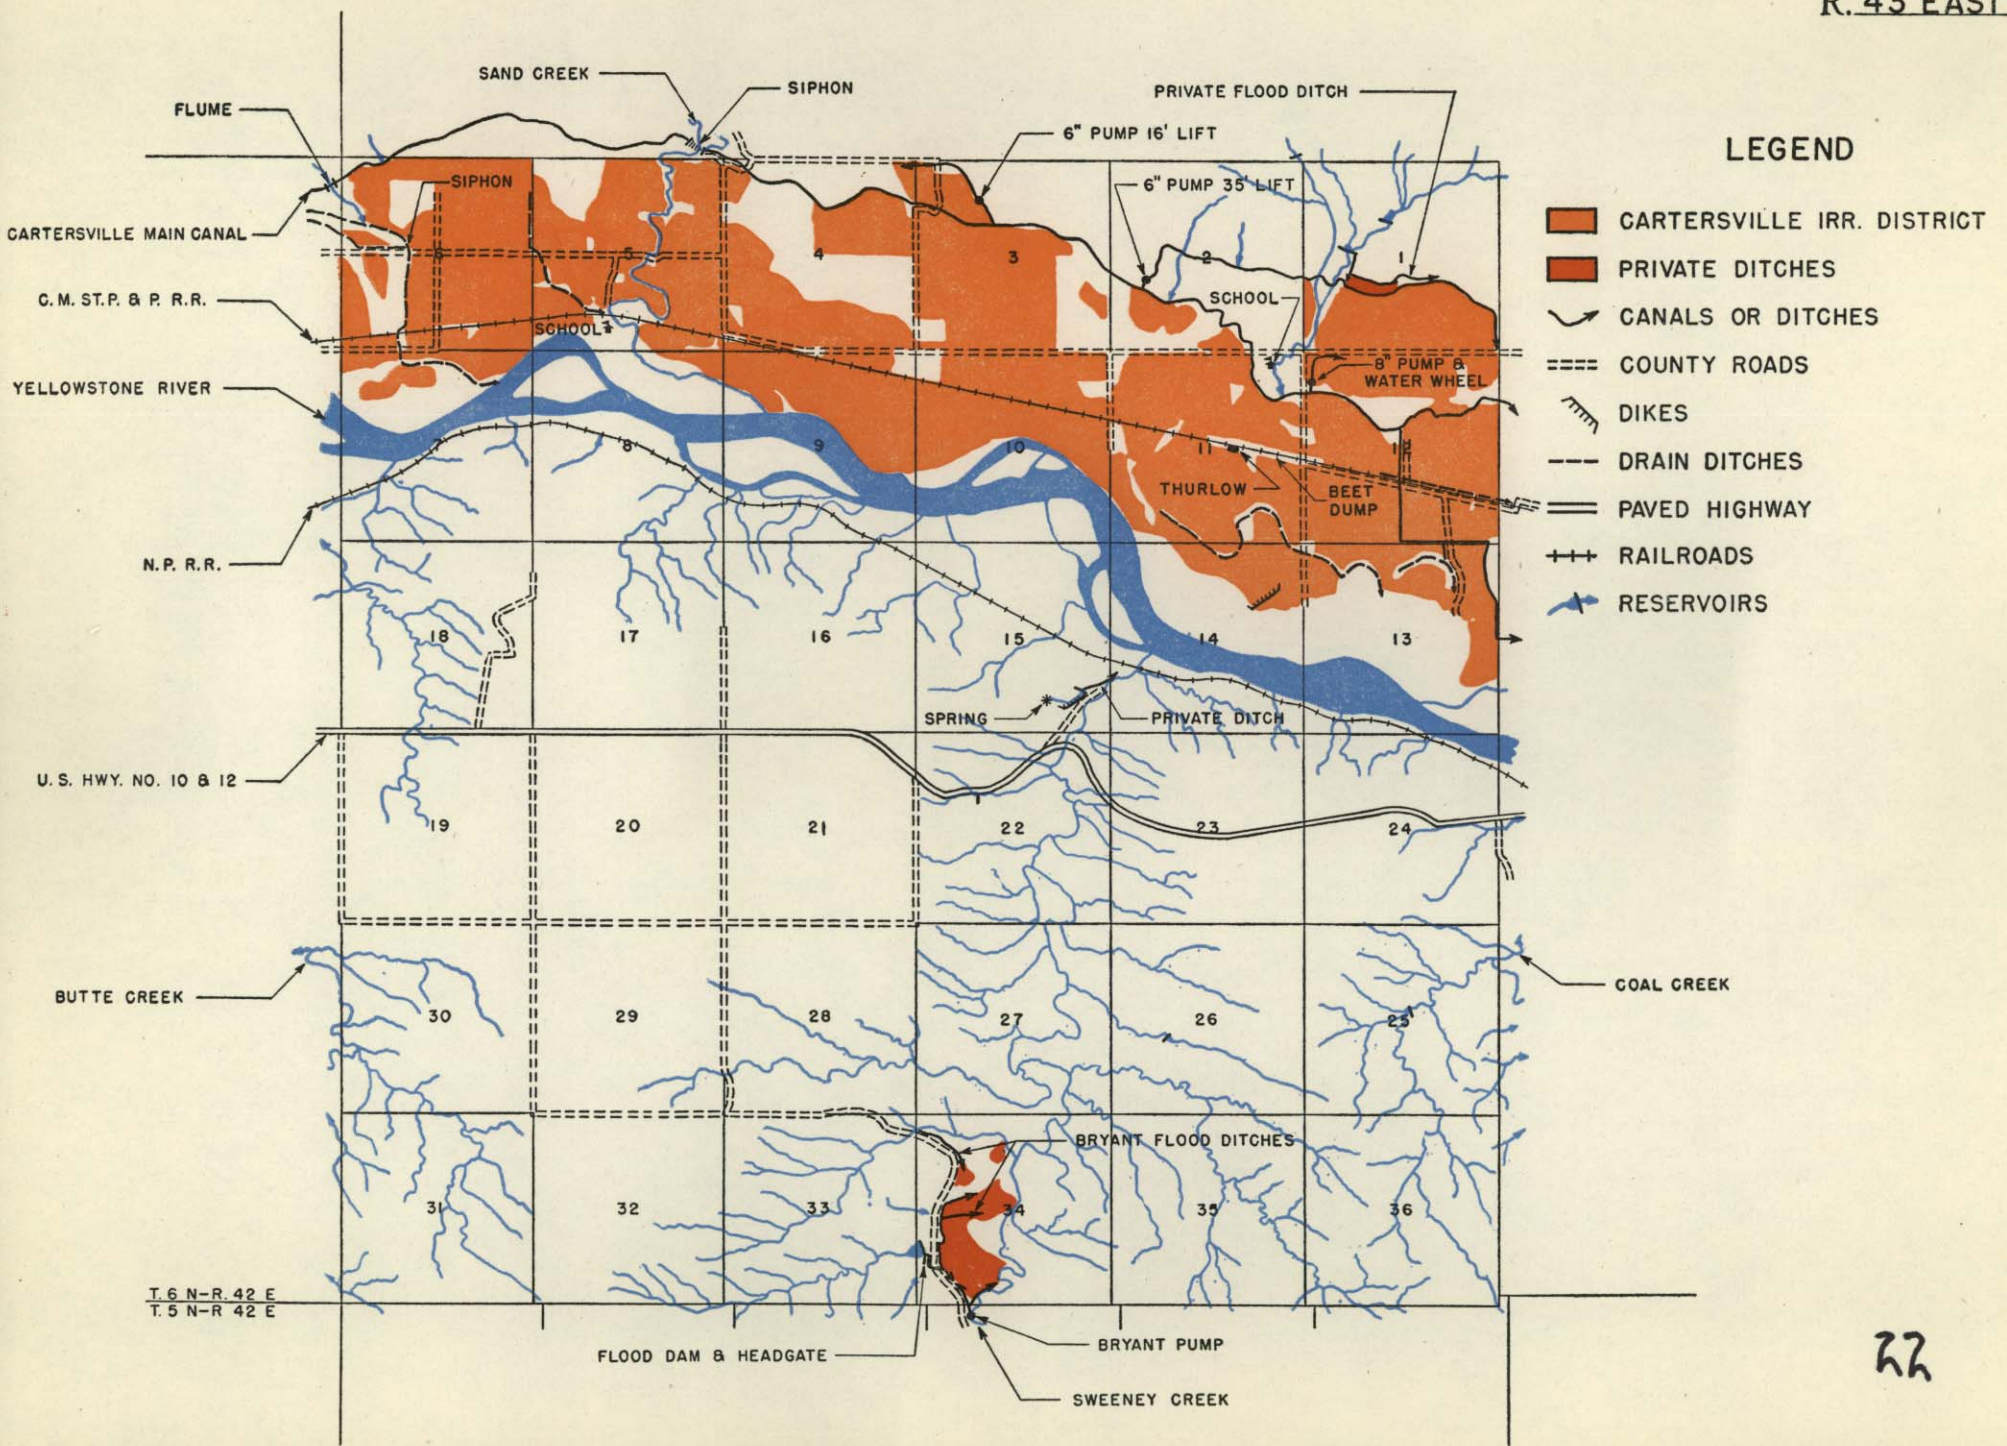 R. 43 EAST
SAND CREEK
SIPHON
PRIVATE FLOOD DITCH
FLUME
6" PUMP 16' LIFT
LEGEND
SIPHON
6" PUMP 35' LIFT
CARTERSVILLE IRR. DISTRICT
CARTERSVILLE MAIN CANAL
6
5
4
3
2
1
PRIVATE DITCHES
C.M. ST.P. & P. R.R.
SCHOOL
SCHOOL
CANALS OR DITCHES
8" PUMP &
WATER WHEEL
COUNTY ROADS
YELLOWSTONE RIVER
DIKES
7
8
9
10
11
12
DRAIN DITCHES
THURLOW
BEET
DUMP
PAVED HIGHWAY
N.P. R.R.
RAILROADS
RESERVOIRS
18
17
16
15
14
13
SPRING
PRIVATE DITCH
U.S. HWY. NO. 10 & 12
19
20
21
22
23
24
BUTTE CREEK
COAL CREEK
30
29
28
27
26
25
BRYANT FLOOD DITCHES
31
32
33
34
35
36
T. 6 N-R. 42 E
T. 5 N-R 42 E
FLOOD DAM & HEADGATE
BRYANT PUMP
SWEENEY CREEK
22